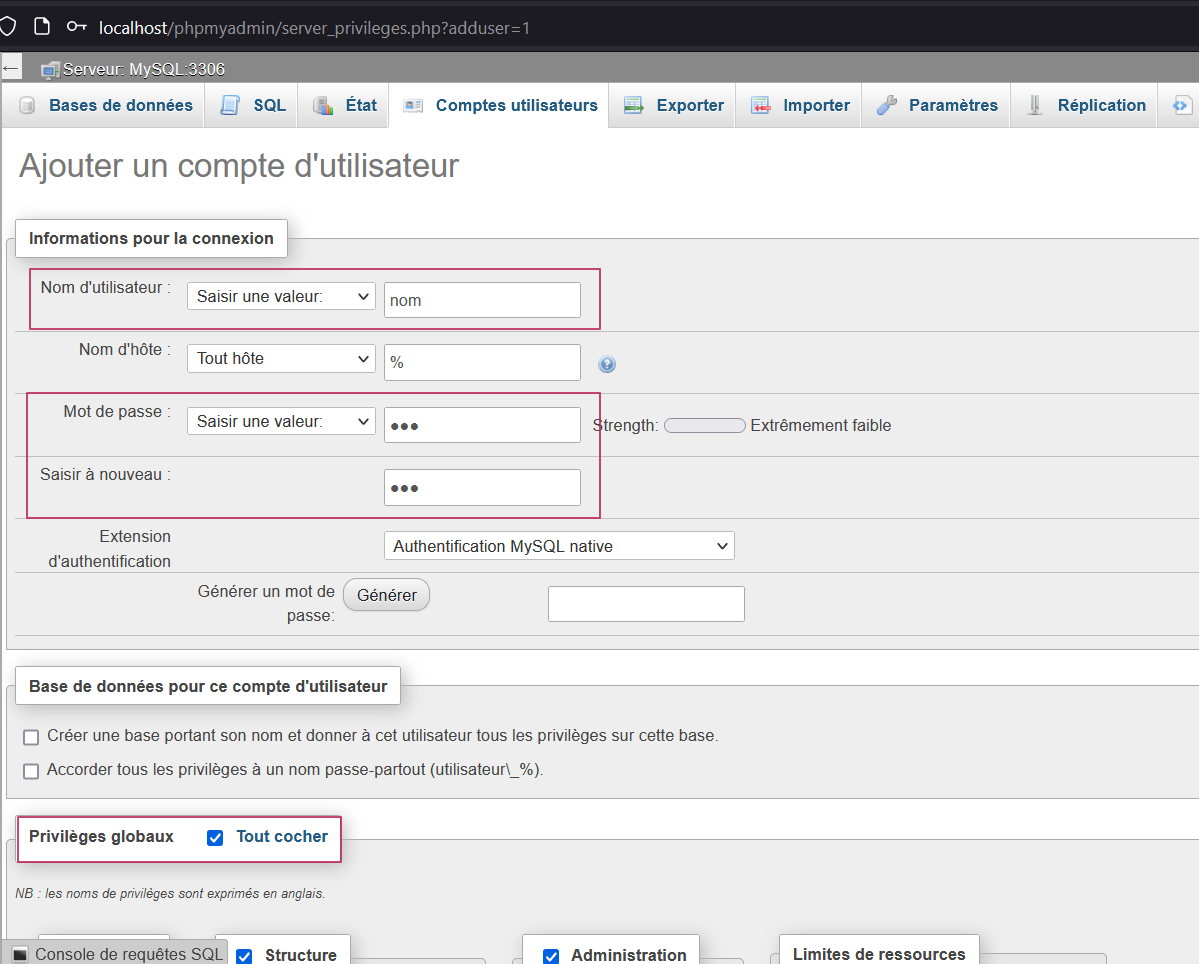 localhost/phpmyadmin/server_privileges.php?adduser=1
Serveur: MySQL:3306
Bases de données SQL État Comptes utilisateurs Exporter Importer Paramètres Réplication
Ajouter un compte d'utilisateur
Informations pour la connexion
Nom d'utilisateur : Saisir une valeur: nom
Nom d'hôte : Tout hôte %
Mot de passe : Saisir une valeur: ●●● Strength: Extrêmement faible
Saisir à nouveau : ●●●
Extension
d'authentification
Authentification MySQL native
Générer un mot de
passe:
Générer
Base de données pour ce compte d'utilisateur
Créer une base portant son nom et donner à cet utilisateur tous les privilèges sur cette base.
Accorder tous les privilèges à un nom passe-partout (utilisateur\_%).
Privilèges globaux Tout cocher
NB : les noms de privilèges sont exprimés en anglais.
Console de requêtes SQL Structure Administration Limites de ressources